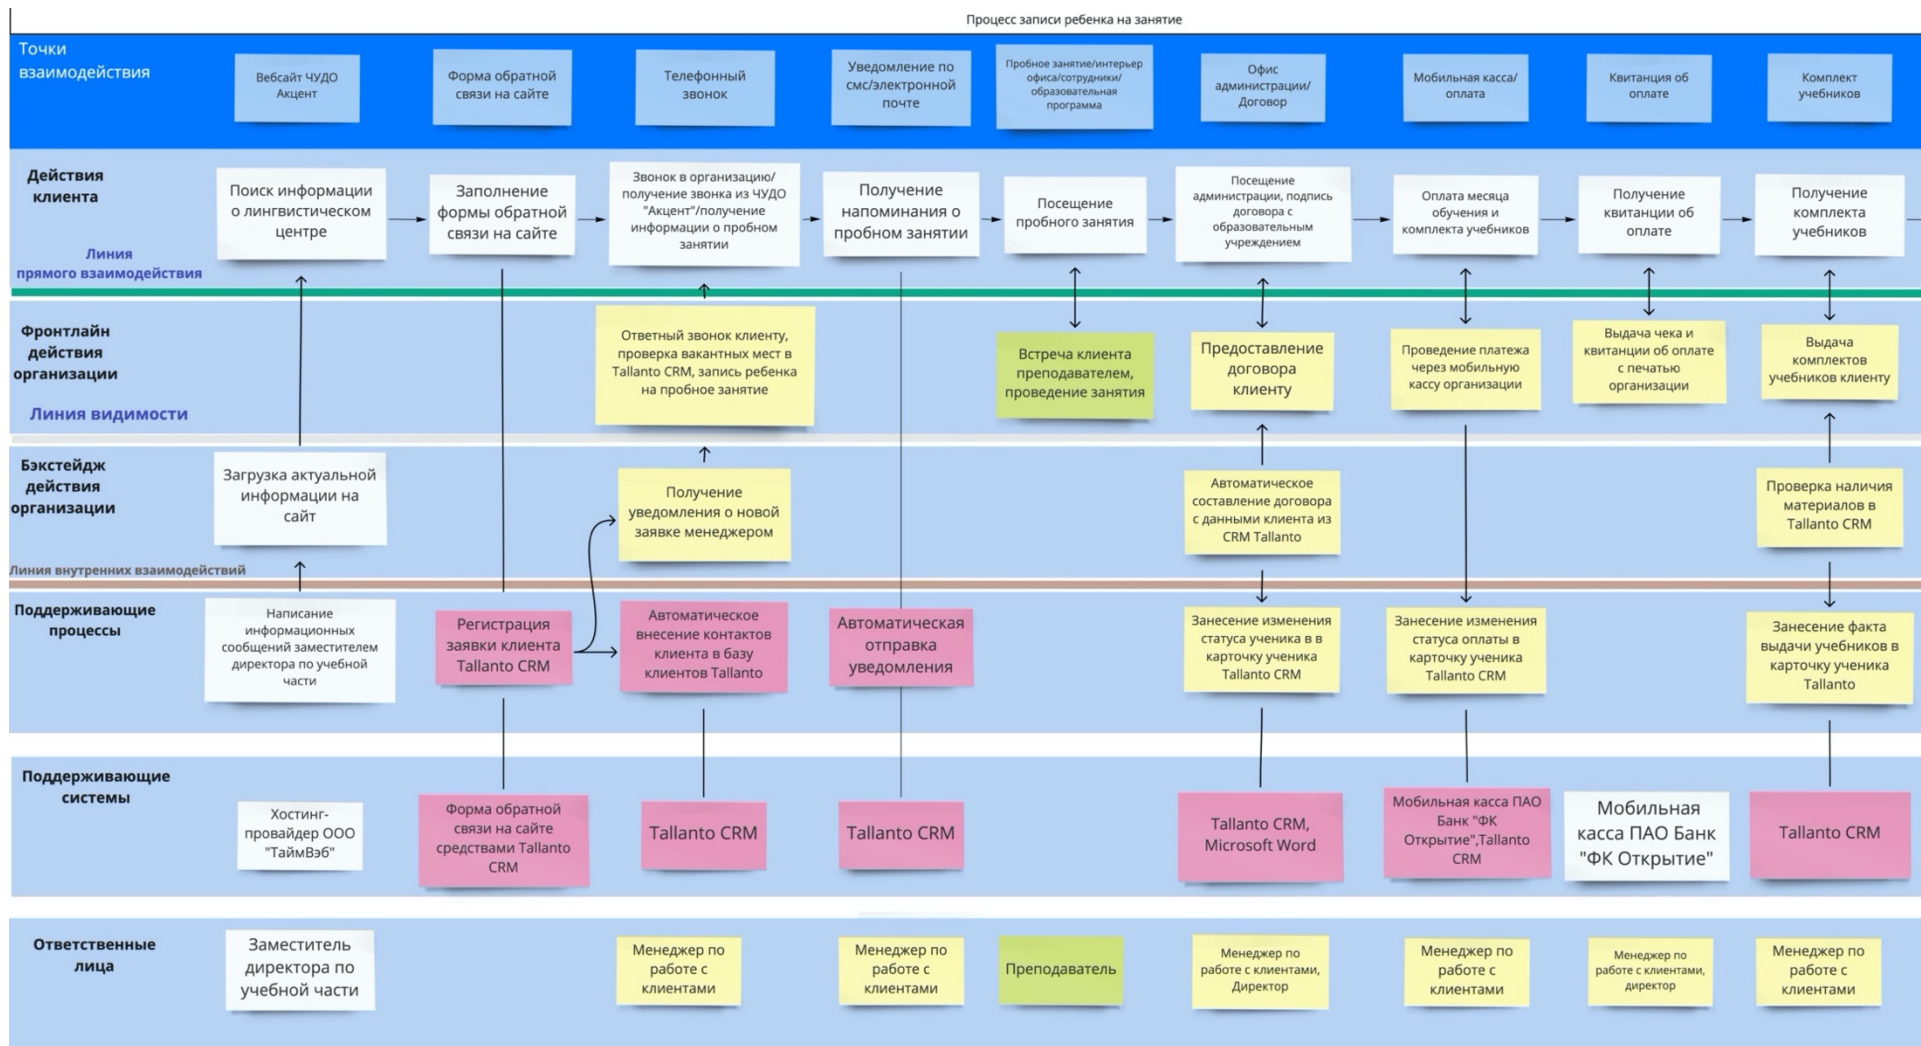 Процесс записи ребенка на занятие
Точки
взаимодействия
Вебсайт ЧУДО
Акцент
Форма обратной
связи на сайте
Телефонный
звонок
Уведомление по
смс/электронной
почте
Пробное занятие/интерьер
офиса/сотрудники/
образовательная
программа
Офис
администрации/
Договор
Мобильная касса/
оплата
Квитанция об
оплате
Комплект
учебников
Действия
клиента
Поиск информации
о лингвистическом
центре
Заполнение
формы обратной
связи на сайте
Звонок в организацию/
получение звонка из ЧУДО
"Акцент"/получение
информации о пробном
занятии
Получение
напоминания о
пробном занятии
Посещение
пробного занятия
Посещение
администрации, подпись
договора с
образовательным
учреждением
Оплата месяца
обучения и
комплекта учебников
Получение
квитанции об
оплате
Получение
комплекта
учебников
Линия
прямого взаимодействия
Фронтлайн
действия
организации
Ответный звонок клиенту,
проверка вакантных мест в
Tallanto CRM, запись ребенка
на пробное занятие
Встреча клиента
преподавателем,
проведение занятия
Предоставление
договора
клиенту
Проведение платежа
через мобильную
кассу организации
Выдача чека и
квитанции об оплате
с печатью
организации
Выдача
комплектов
учебников клиенту
Линия видимости
Бэкстейдж
действия
организации
Загрузка актуальной
информации на
сайт
Получение
уведомления о новой
заявке менеджером
Автоматическое
составление договора
с данными клиента из
CRM Tallanto
Проверка наличия
материалов в
Tallanto CRM
Линия внутренних взаимодействий
Поддерживающие
процессы
Написание
информационных
сообщений заместителем
директора по учебной
части
Регистрация
заявки клиента
Tallanto CRM
Автоматическое
внесение контактов
клиента в базу
клиентов Tallanto
Автоматическая
отправка
уведомления
Занесение изменения
статуса ученика в в
карточку ученика
Tallanto CRM
Занесение изменения
статуса оплаты в
карточку ученика
Tallanto CRM
Занесение факта
выдачи учебников в
карточку ученика
Tallanto
Поддерживающие
системы
Хостинг-
провайдер ООО
"ТаймВэб"
Форма обратной
связи на сайте
средствами Tallanto
CRM
Tallanto CRM
Tallanto CRM
Tallanto CRM,
Microsoft Word
Мобильная касса ПАО
Банк "ФК
Открытие",Tallanto
CRM
Мобильная
касса ПАО Банк
"ФК Открытие"
Tallanto CRM
Ответственные
лица
Заместитель
директора по
учебной части
Менеджер по
работе с
клиентами
Менеджер по
работе с
клиентами
Преподаватель
Менеджер по
работе с клиентами,
Директор
Менеджер по
работе с
клиентами
Менеджер по
работе с клиентами,
директор
Менеджер по
работе с
клиентами